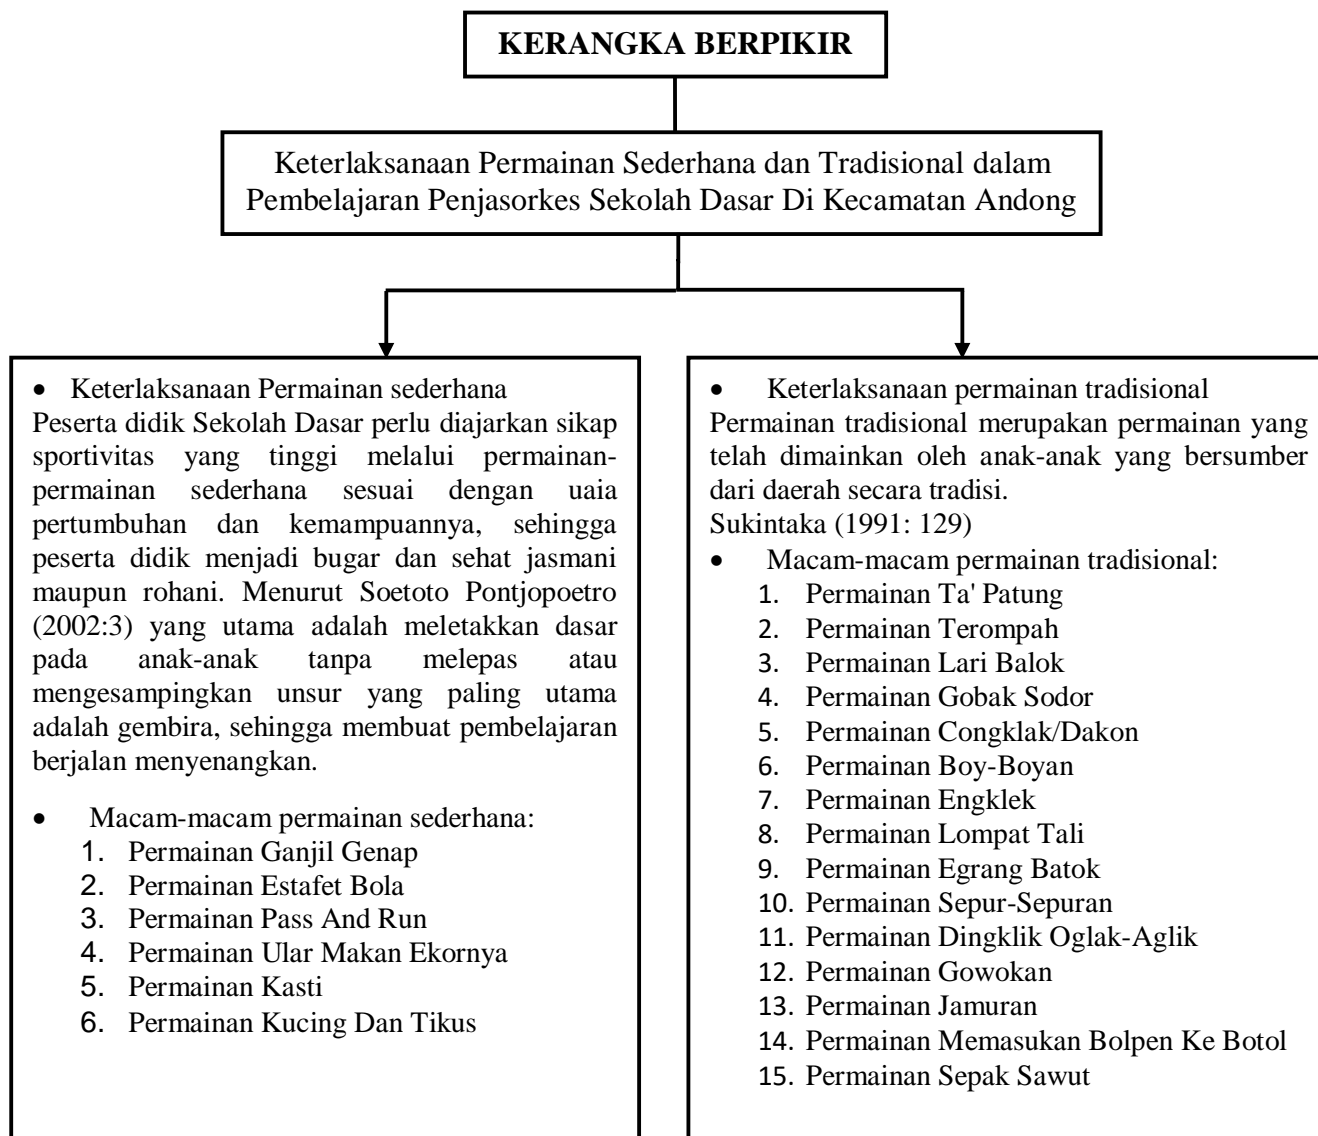 KERANGKA BERPIKIR
Keterlaksanaan Permainan Sederhana dan Tradisional dalam
Pembelajaran Penjasorkes Sekolah Dasar Di Kecamatan Andong
• Keterlaksanaan Permainan sederhana
Peserta didik Sekolah Dasar perlu diajarkan sikap
sportivitas yang tinggi melalui permainan-
permainan sederhana sesuai dengan uaia
pertumbuhan dan kemampuannya, sehingga
peserta didik menjadi bugar dan sehat jasmani
maupun rohani. Menurut Soetoto Pontjopoetro
(2002:3) yang utama adalah meletakkan dasar
pada anak-anak tanpa melepas atau
mengesampingkan unsur yang paling utama
adalah gembira, sehingga membuat pembelajaran
berjalan menyenangkan.
• Macam-macam permainan sederhana:
1. Permainan Ganjil Genap
2. Permainan Estafet Bola
3. Permainan Pass And Run
4. Permainan Ular Makan Ekornya
5. Permainan Kasti
6. Permainan Kucing Dan Tikus
• Keterlaksanaan permainan tradisional
Permainan tradisional merupakan permainan yang
telah dimainkan oleh anak-anak yang bersumber
dari daerah secara tradisi.
Sukintaka (1991: 129)
• Macam-macam permainan tradisional:
1. Permainan Ta' Patung
2. Permainan Terompah
3. Permainan Lari Balok
4. Permainan Gobak Sodor
5. Permainan Congklak/Dakon
6. Permainan Boy-Boyan
7. Permainan Engklek
8. Permainan Lompat Tali
9. Permainan Egrang Batok
10. Permainan Sepur-Sepuran
11. Permainan Dingklik Oglak-Aglik
12. Permainan Gowokan
13. Permainan Jamuran
14. Permainan Memasukan Bolpen Ke Botol
15. Permainan Sepak Sawut